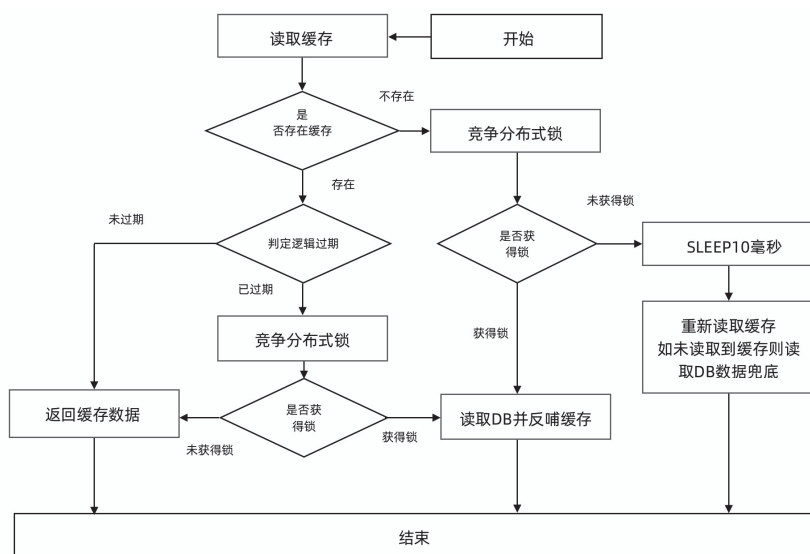 读取缓存
开始
不存在
是
否存在缓存
竞争分布式锁
存在
未获得锁
未过期
判定逻辑过期
是否获
得锁
SLEEP10毫秒
已过期
竞争分布式锁
获得锁
重新读取缓存
如未读取到缓存则读
取DB数据兜底
返回缓存数据
是否获
得锁
读取DB并反哺缓存
未获得锁
获得锁
结束